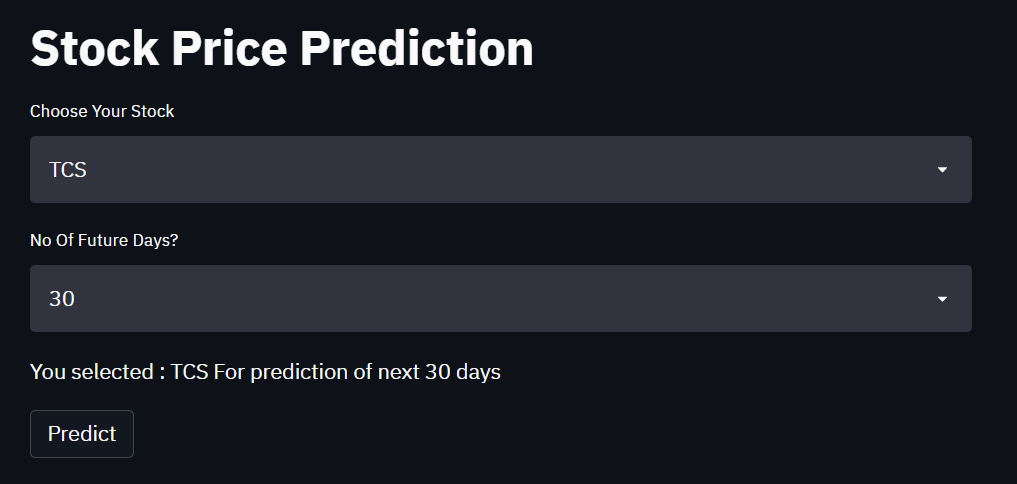 Stock Price Prediction
Choose Your Stock
TCS
No Of Future Days?
30
You selected : TCS For prediction of next 30 days
Predict